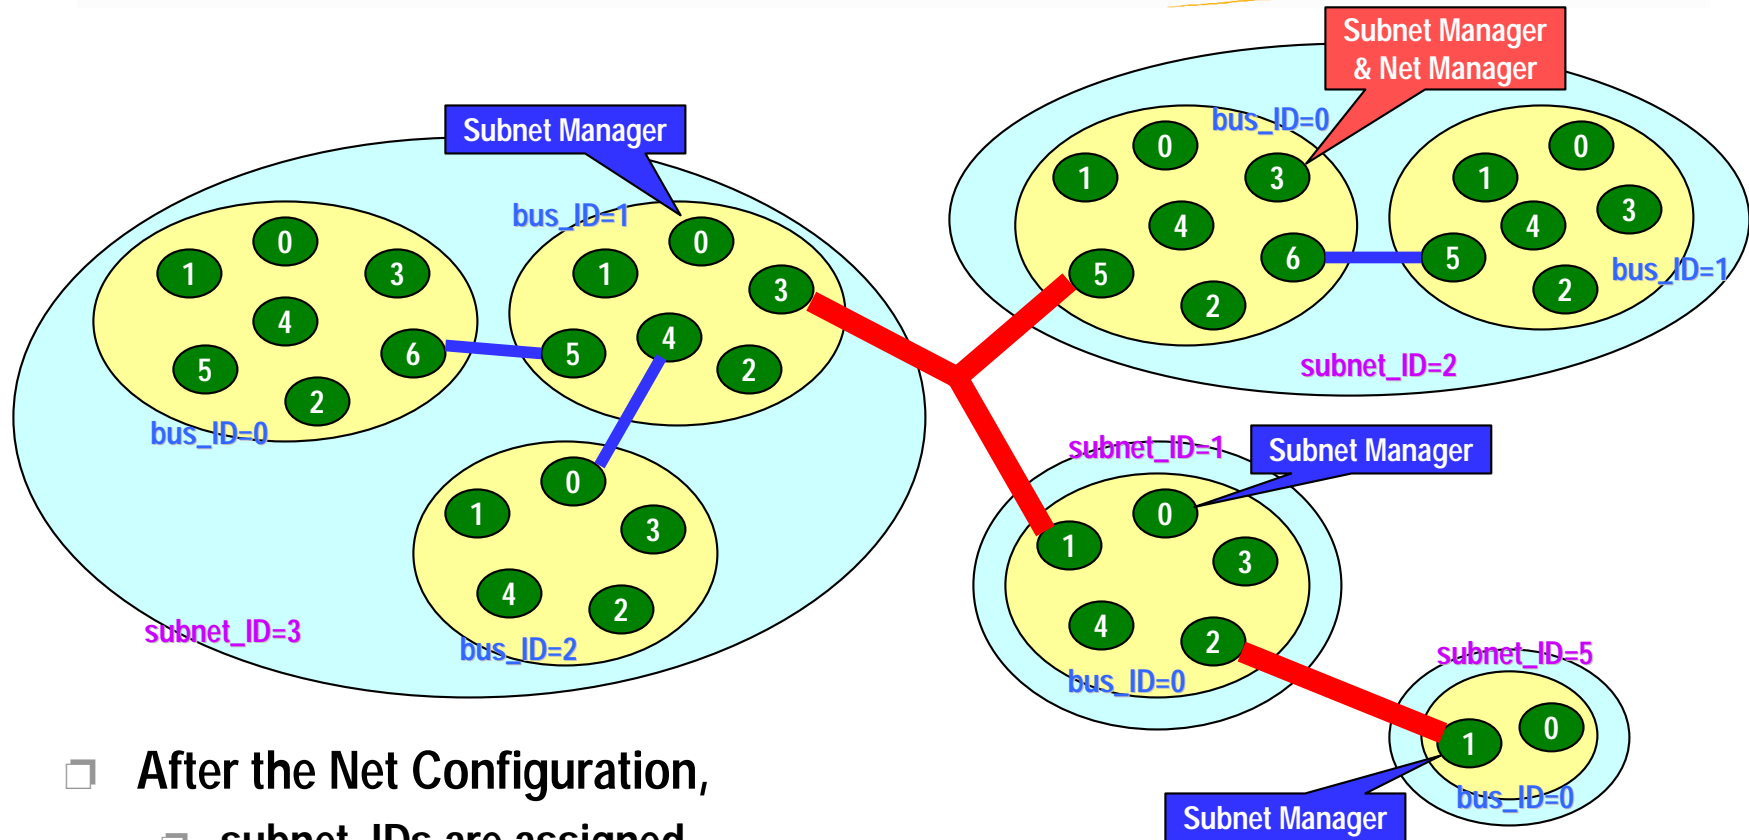 Subnet Manager
& Net Manager
Subnet Manager
bus_ID=0
0
1
3
4
5
6
2
bus_ID=1
0
1
3
4
5
2
subnet_ID=2
bus_ID=1
0
1
3
4
5
2
0
1
3
4
5
6
2
bus_ID=0
0
1
3
4
2
bus_ID=2
subnet_ID=3
subnet_ID=1
Subnet Manager
0
1
3
4
2
bus_ID=0
subnet_ID=5
1
0
bus_ID=0
Subnet Manager
After the Net Configuration,
subnet_IDs are assigned